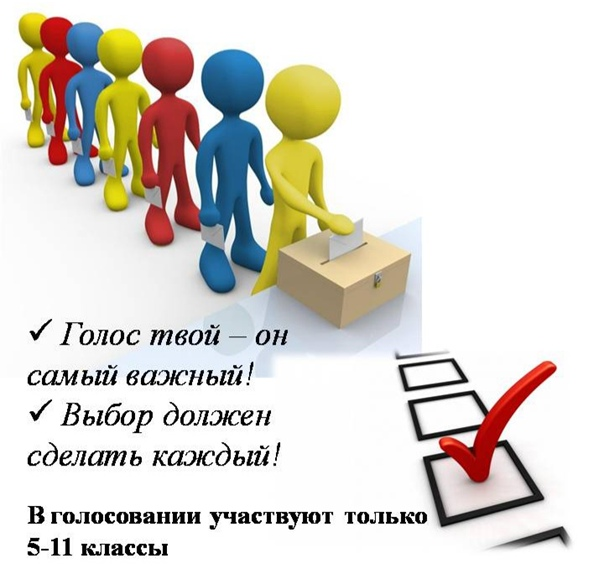 ✓ Голос твой – он
самый важный!
✓ Выбор должен
сделать каждый!
В голосовании участвуют только
5-11 классы